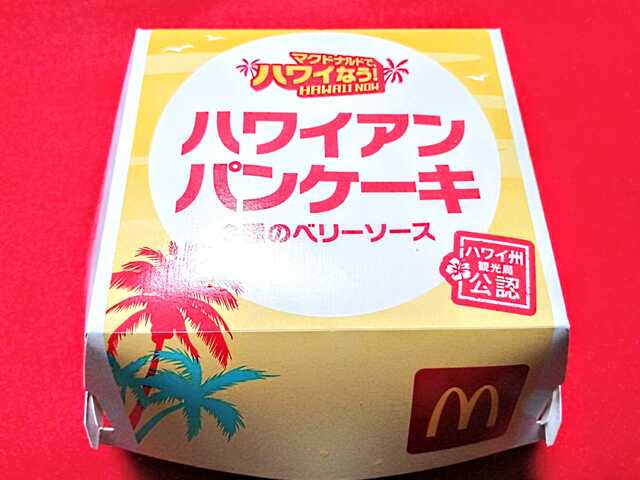 マクドナルドで
ハワイなう!
HAWAII NOW
ハワイアン
パンケーキ
3種のベリーソース
ハワイ州
観光局
公認
M